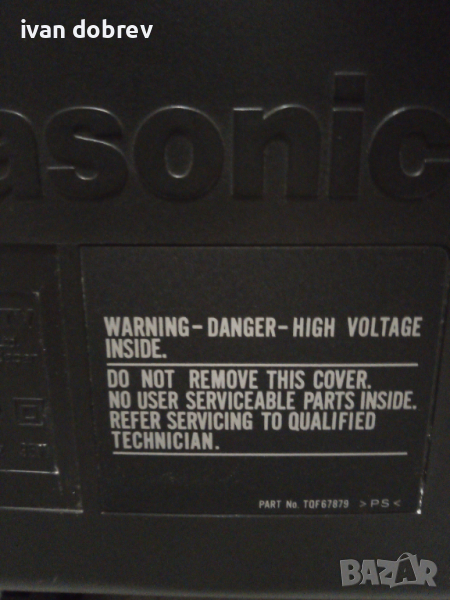 ivan dobrev
asonic
WARNING-DANGER-HIGH VOLTAGE
INSIDE.
DO NOT REMOVE THIS COVER.
NO USER SERVICEABLE PARTS INSIDE.
REFER SERVICING TO QUALIFIED
TECHNICIAN.
PART No. TQF67879 >PS<
BAZAR